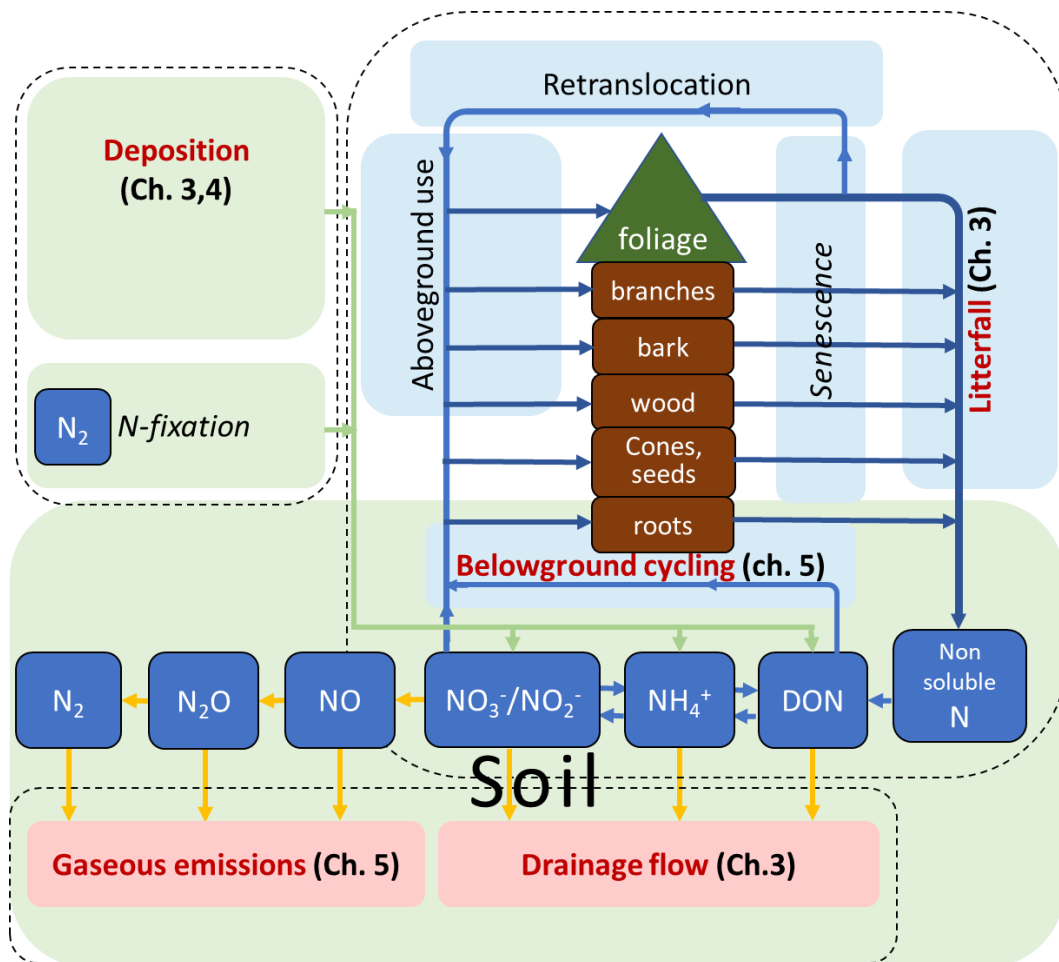 Retranslocation
Deposition
(Ch. 3,4)
Aboveground use
foliage
branches
bark
wood
Cones,
seeds
roots
Senescence
Litterfall (Ch. 3)
N₂
N-fixation
Belowground cycling (ch. 5)
N₂
N₂O
NO
NO₃⁻/NO₂⁻
NH₄⁺
DON
Non
soluble
N
Soil
Gaseous emissions (Ch. 5)
Drainage flow (Ch.3)